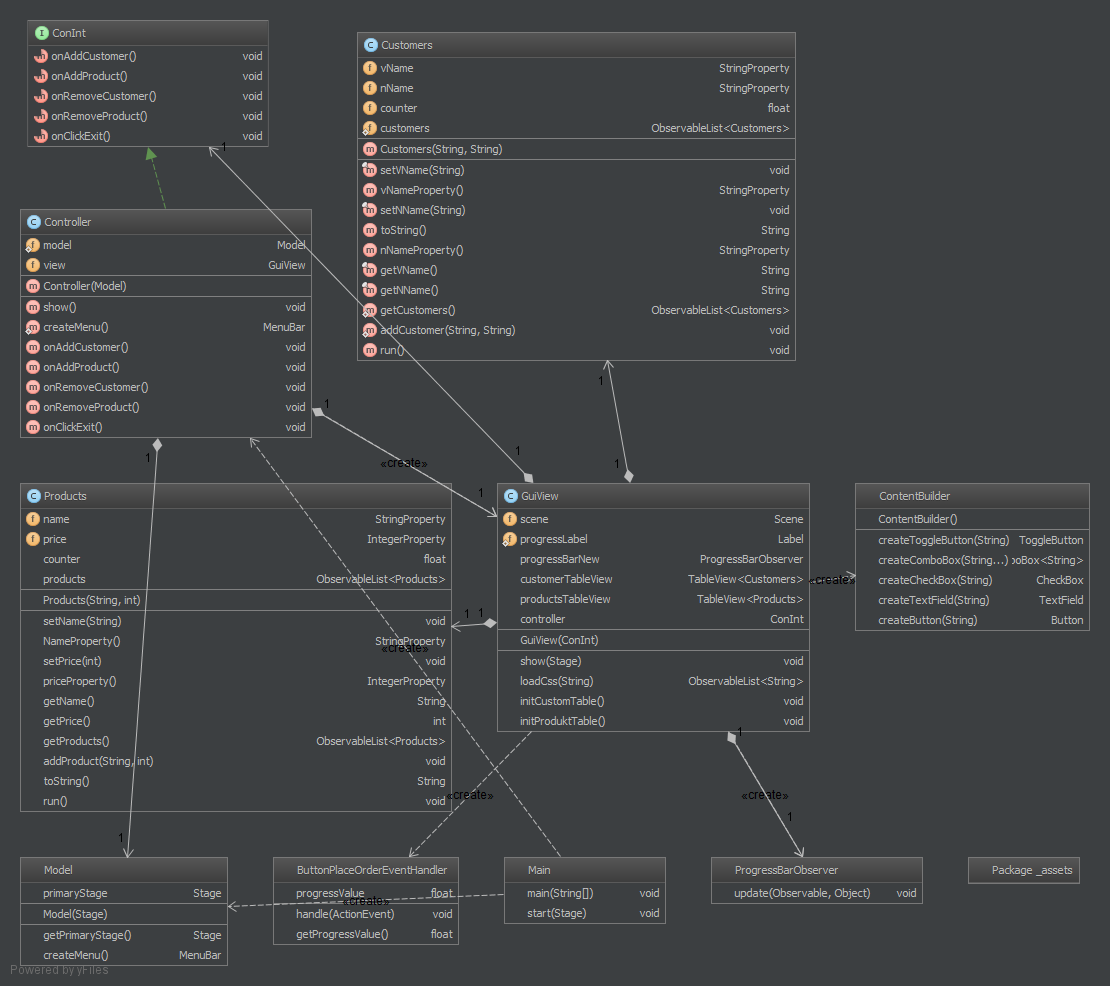 ConInt
onAddCustomer() void
onAddProduct() void
onRemoveCustomer() void
onRemoveProduct() void
onClickExit() void
Customers
vName StringProperty
nName StringProperty
counter float
customers ObservableList<Customers>
Customers(String, String)
setVName(String) void
vNameProperty() StringProperty
setNName(String) void
toString() String
nNameProperty() StringProperty
getVName() String
getNName() String
getCustomers() ObservableList<Customers>
addCustomer(String, String) void
run() void
1
Controller
model Model
view GuiView
Controller(Model)
show() void
createMenu() MenuBar
onAddCustomer() void
onAddProduct() void
onRemoveCustomer() void
onRemoveProduct() void
onClickExit() void
1
1
1
«create»
1
1
1
Products
name StringProperty
price IntegerProperty
counter float
products ObservableList<Products>
Products(String, int)
setName(String) void
NameProperty() StringProperty
setPrice(int) void
priceProperty() IntegerProperty
getName() String
getPrice() int
getProducts() ObservableList<Products>
addProduct(String, int) void
toString() String
run() void
«create»
1 1
GuiView
scene Scene
progressLabel Label
progressBarNew ProgressBarObserver
customerTableView TableView<Customers>
productsTableView TableView<Products>
controller ConInt
GuiView(ConInt)
show(Stage) void
loadCss(String) ObservableList<String>
initCustomTable() void
initProduktTable() void
«create»
ContentBuilder
ContentBuilder()
createToggleButton(String) ToggleButton
createComboBox(String...) oBox<String>
createCheckBox(String) CheckBox
createTextField(String) TextField
createButton(String) Button
1
«create»
«create»
1
1
Model
primaryStage Stage
Model(Stage)
getPrimaryStage() Stage
createMenu() MenuBar
ButtonPlaceOrderEventHandler
progressValue float
«create»
handle(ActionEvent) void
getProgressValue() float
Main
main(String[]) void
start(Stage) void
ProgressBarObserver
update(Observable, Object) void
Package _assets
Powered by yFiles